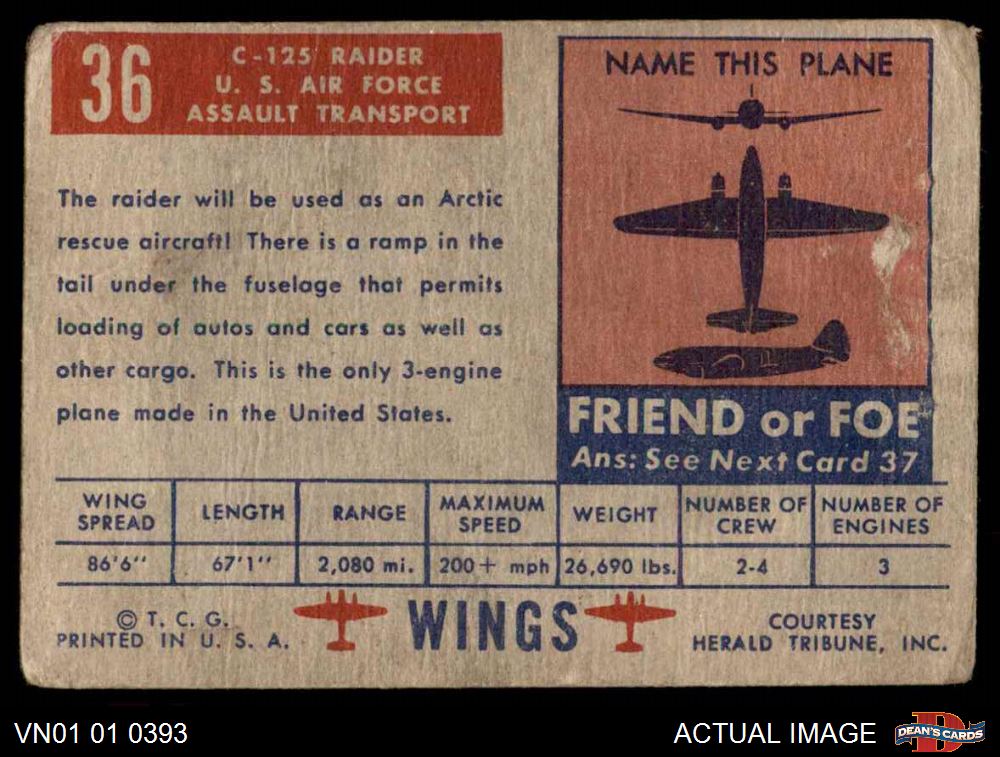 36
C-125 RAIDER
U. S. AIR FORCE
ASSAULT TRANSPORT
The raider will be used as an Arctic
rescue aircraft! There is a ramp in the
tail under the fuselage that permits
loading of autos and cars as well as
other cargo. This is the only 3-engine
plane made in the United States.
NAME THIS PLANE
FRIEND or FOE
Ans: See Next Card 37
WING SPREAD LENGTH RANGE MAXIMUM SPEED WEIGHT NUMBER OF CREW NUMBER OF ENGINES
86'6" 67'1" 2,080 mi. 200+ mph 26,690 lbs. 2-4 3
© T. C. G.
PRINTED IN U. S. A.
WINGS
COURTESY
HERALD TRIBUNE, INC.
VN01 01 0393
ACTUAL IMAGE
D
DEAN'S CARDS